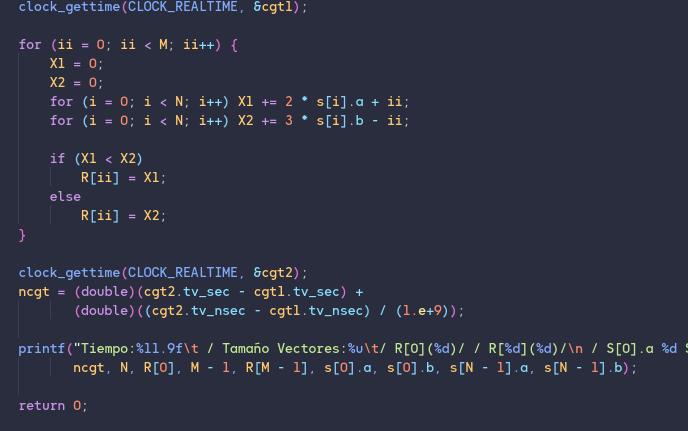 clock_gettime(CLOCK_REALTIME, &cgt1);
for (ii = 0; ii < M; ii++) {
X1 = 0;
X2 = 0;
for (i = 0; i < N; i++) X1 += 2 * s[i].a + ii;
for (i = 0; i < N; i++) X2 += 3 * s[i].b - ii;
if (X1 < X2)
R[ii] = X1;
else
R[ii] = X2;
}
clock_gettime(CLOCK_REALTIME, &cgt2);
ncgt = (double)(cgt2.tv_sec - cgt1.tv_sec) +
(double)((cgt2.tv_nsec - cgt1.tv_nsec) / (1.e+9));
printf("Tiempo:%11.9f\t / Tamaño Vectores:%u\t/ R[0](%d)/ / R[%d](%d)/\n / S[0].a %d S
ncgt, N, R[0], M - 1, R[M - 1], s[0].a, s[0].b, s[N - 1].a, s[N - 1].b);
return 0;